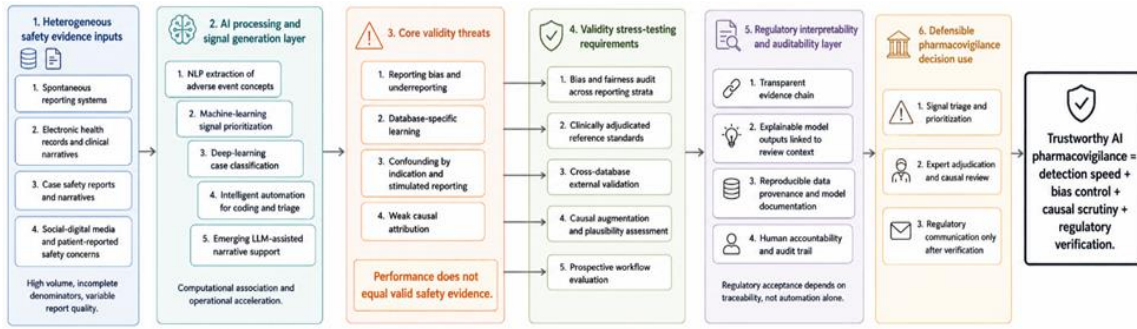 1. Heterogeneous
safety evidence inputs
1. Spontaneous
reporting systems
2. Electronic health
records and clinical
narratives
3. Case safety reports
and narratives
4. Social-digital media
and patient-reported
safety concerns
High volume, incomplete
denominators, variable
report quality.
2. AI processing and
signal generation layer
1. NLP extraction of
adverse event concepts
2. Machine-learning
signal prioritization
3. Deep-learning
case classification
4. Intelligent automation
for coding and triage
5. Emerging LLM-assisted
narrative support
Computational association and
operational acceleration.
3. Core validity threats
1. Reporting bias and
underreporting
2. Database-specific
learning
3. Confounding by
indication and
stimulated reporting
4. Weak causal
attribution
Performance does not
equal valid safety evidence.
4. Validity stress-testing
requirements
1. Bias and fairness audit
across reporting strata
2. Clinically adjudicated
reference standards
3. Cross-database
external validation
4. Causal augmentation
and plausibility assessment
5. Prospective workflow
evaluation
5. Regulatory interpretability
and auditability layer
1. Transparent
evidence chain
2. Explainable model
outputs linked to
review context
3. Reproducible data
provenance and model
documentation
4. Human accountability
and audit trail
Regulatory acceptance depends on
traceability, not automation alone.
6. Defensible
pharmacovigilance
decision use
1. Signal triage and
prioritization
2. Expert adjudication
and causal review
3. Regulatory
communication only
after verification
Trustworthy AI
pharmacovigilance =
detection speed +
bias control +
causal scrutiny +
regulatory
verification.